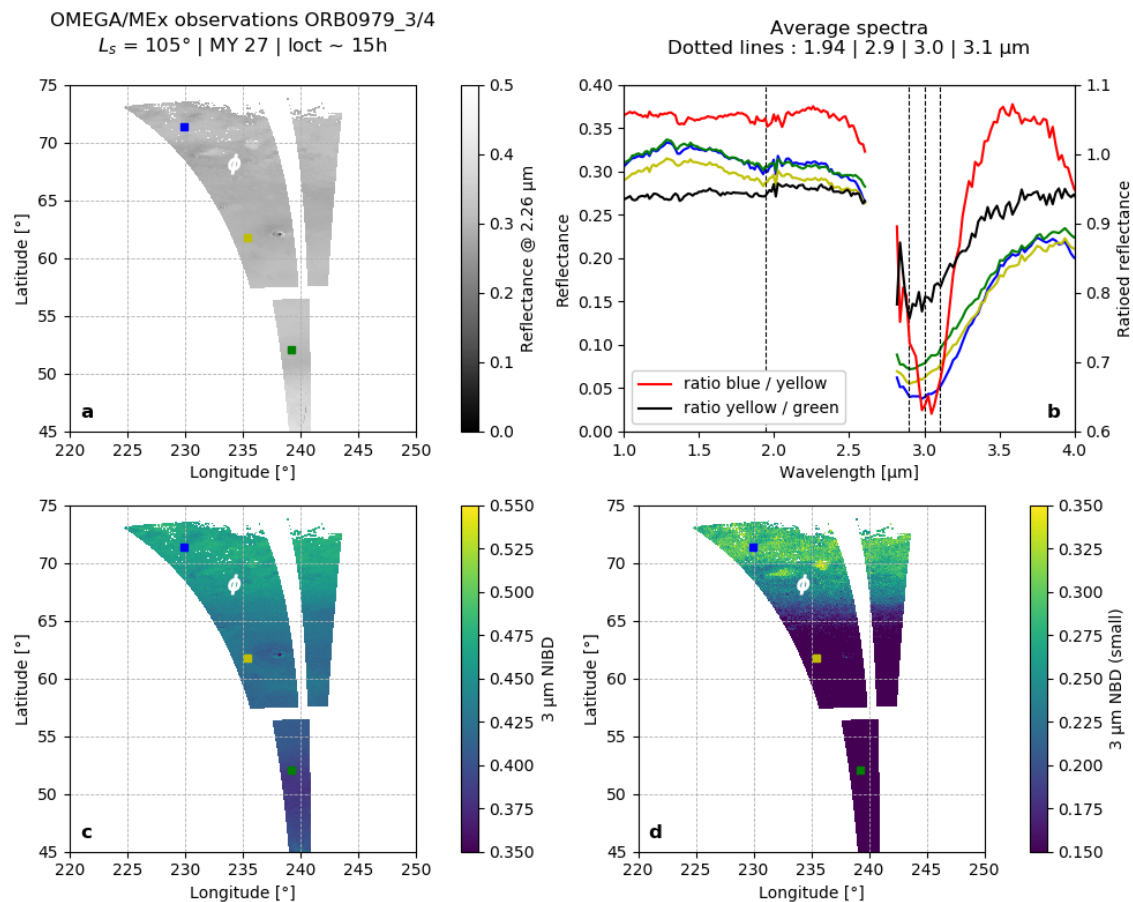 OMEGA/MEx observations ORB0979_3/4
Ls = 105° | MY 27 | loct ~ 15h
75
70
65
60
55
50
45
Latitude [°]
ϕ
a
220 225 230 235 240 245 250
Longitude [°]
0.5
0.4
0.3
0.2
0.1
0.0
Reflectance @ 2.26 μm
Average spectra
Dotted lines : 1.94 | 2.9 | 3.0 | 3.1 μm
0.40
0.35
0.30
0.25
0.20
0.15
0.10
0.05
0.00
Reflectance
ratio blue / yellow
ratio yellow / green
b
1.0 1.5 2.0 2.5 3.0 3.5 4.0
Wavelength [μm]
1.1
1.0
0.9
0.8
0.7
0.6
Ratioed reflectance
75
70
65
60
55
50
45
Latitude [°]
ϕ
c
220 225 230 235 240 245 250
Longitude [°]
0.550
0.525
0.500
0.475
0.450
0.425
0.400
0.375
0.350
3 μm NIBD
75
70
65
60
55
50
45
Latitude [°]
ϕ
d
220 225 230 235 240 245 250
Longitude [°]
0.350
0.325
0.300
0.275
0.250
0.225
0.200
0.175
0.150
3 μm NBD (small)